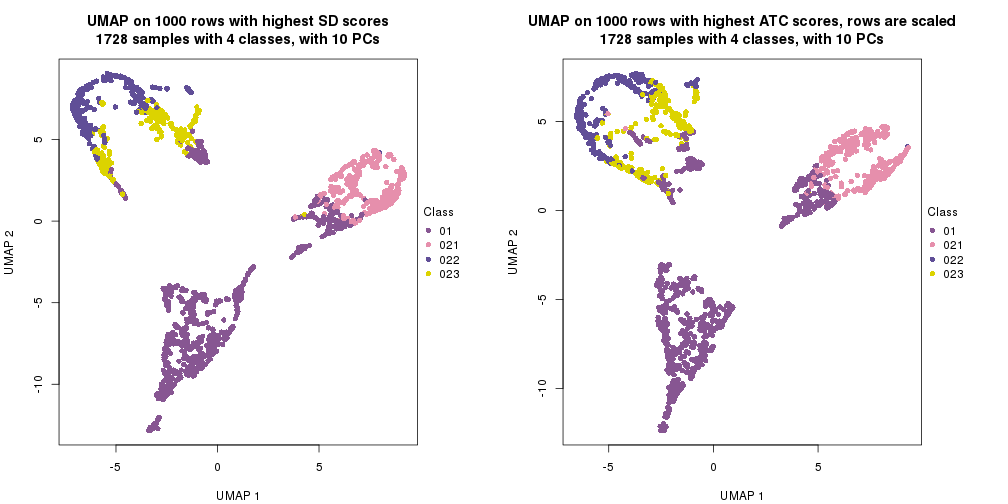 UMAP on 1000 rows with highest SD scores
1728 samples with 4 classes, with 10 PCs
5
0
-5
-10
UMAP 2
-5
0
5
UMAP 1
Class
01
021
022
023
UMAP on 1000 rows with highest ATC scores, rows are scaled
1728 samples with 4 classes, with 10 PCs
5
0
-5
-10
UMAP 2
-5
0
5
UMAP 1
Class
01
021
022
023